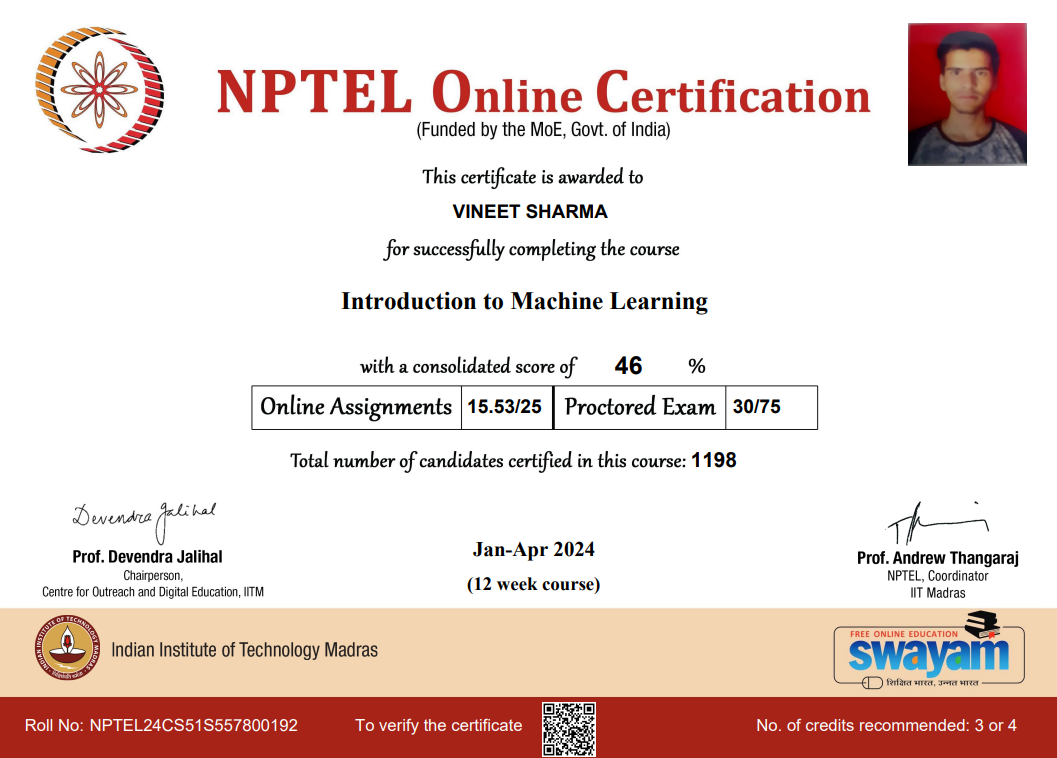 NPTEL Online Certification
(Funded by the MoE, Govt. of India)
This certificate is awarded to
VINEET SHARMA
for successfully completing the course
Introduction to Machine Learning
with a consolidated score of 46 %
Online Assignments 15.53/25 Proctored Exam 30/75
Total number of candidates certified in this course: 1198
Devendra Jalihal
Prof. Devendra Jalihal
Chairperson,
Centre for Outreach and Digital Education, IITM
Jan-Apr 2024
(12 week course)
Prof. Andrew Thangaraj
NPTEL, Coordinator
IIT Madras
INDIAN INSTITUTE OF TECHNOLOGY MADRAS
Indian Institute of Technology Madras
FREE ONLINE EDUCATION
swayam
शिक्षित भारत, उन्नत भारत
Roll No: NPTEL24CS51S557800192
To verify the certificate
No. of credits recommended: 3 or 4